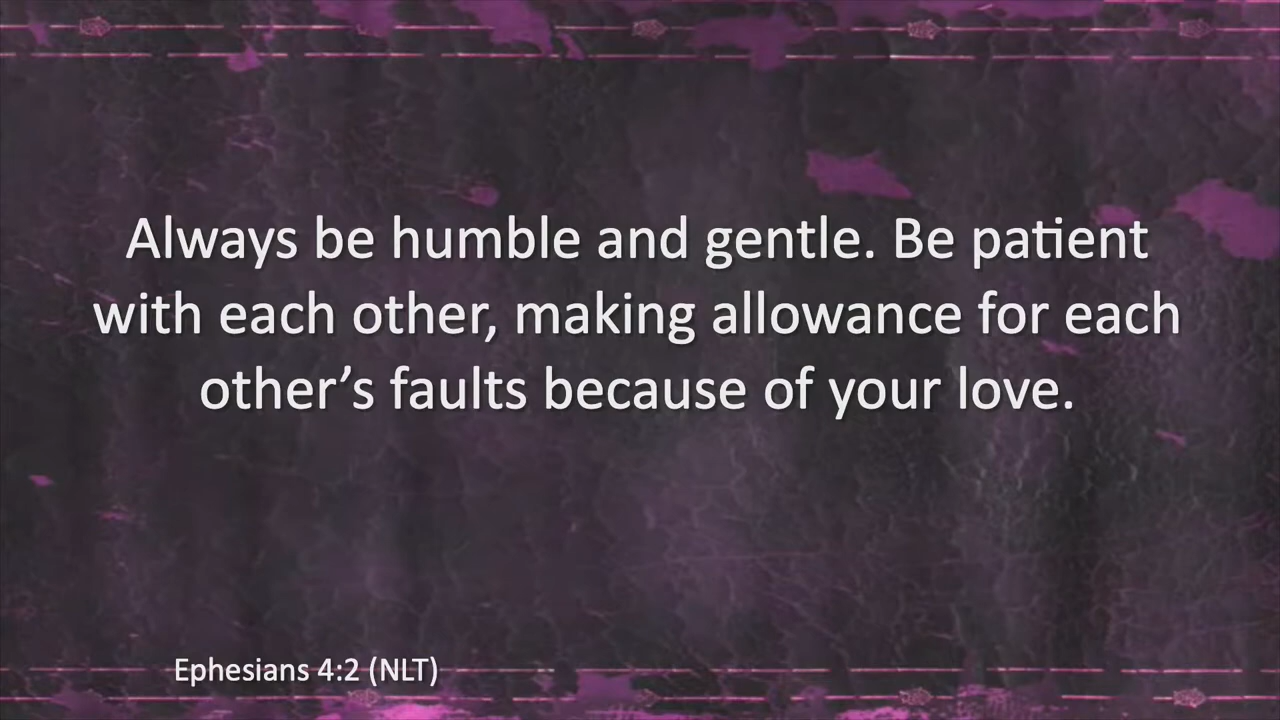 Always be humble and gentle. Be patient
with each other, making allowance for each
other’s faults because of your love.
Ephesians 4:2 (NLT)